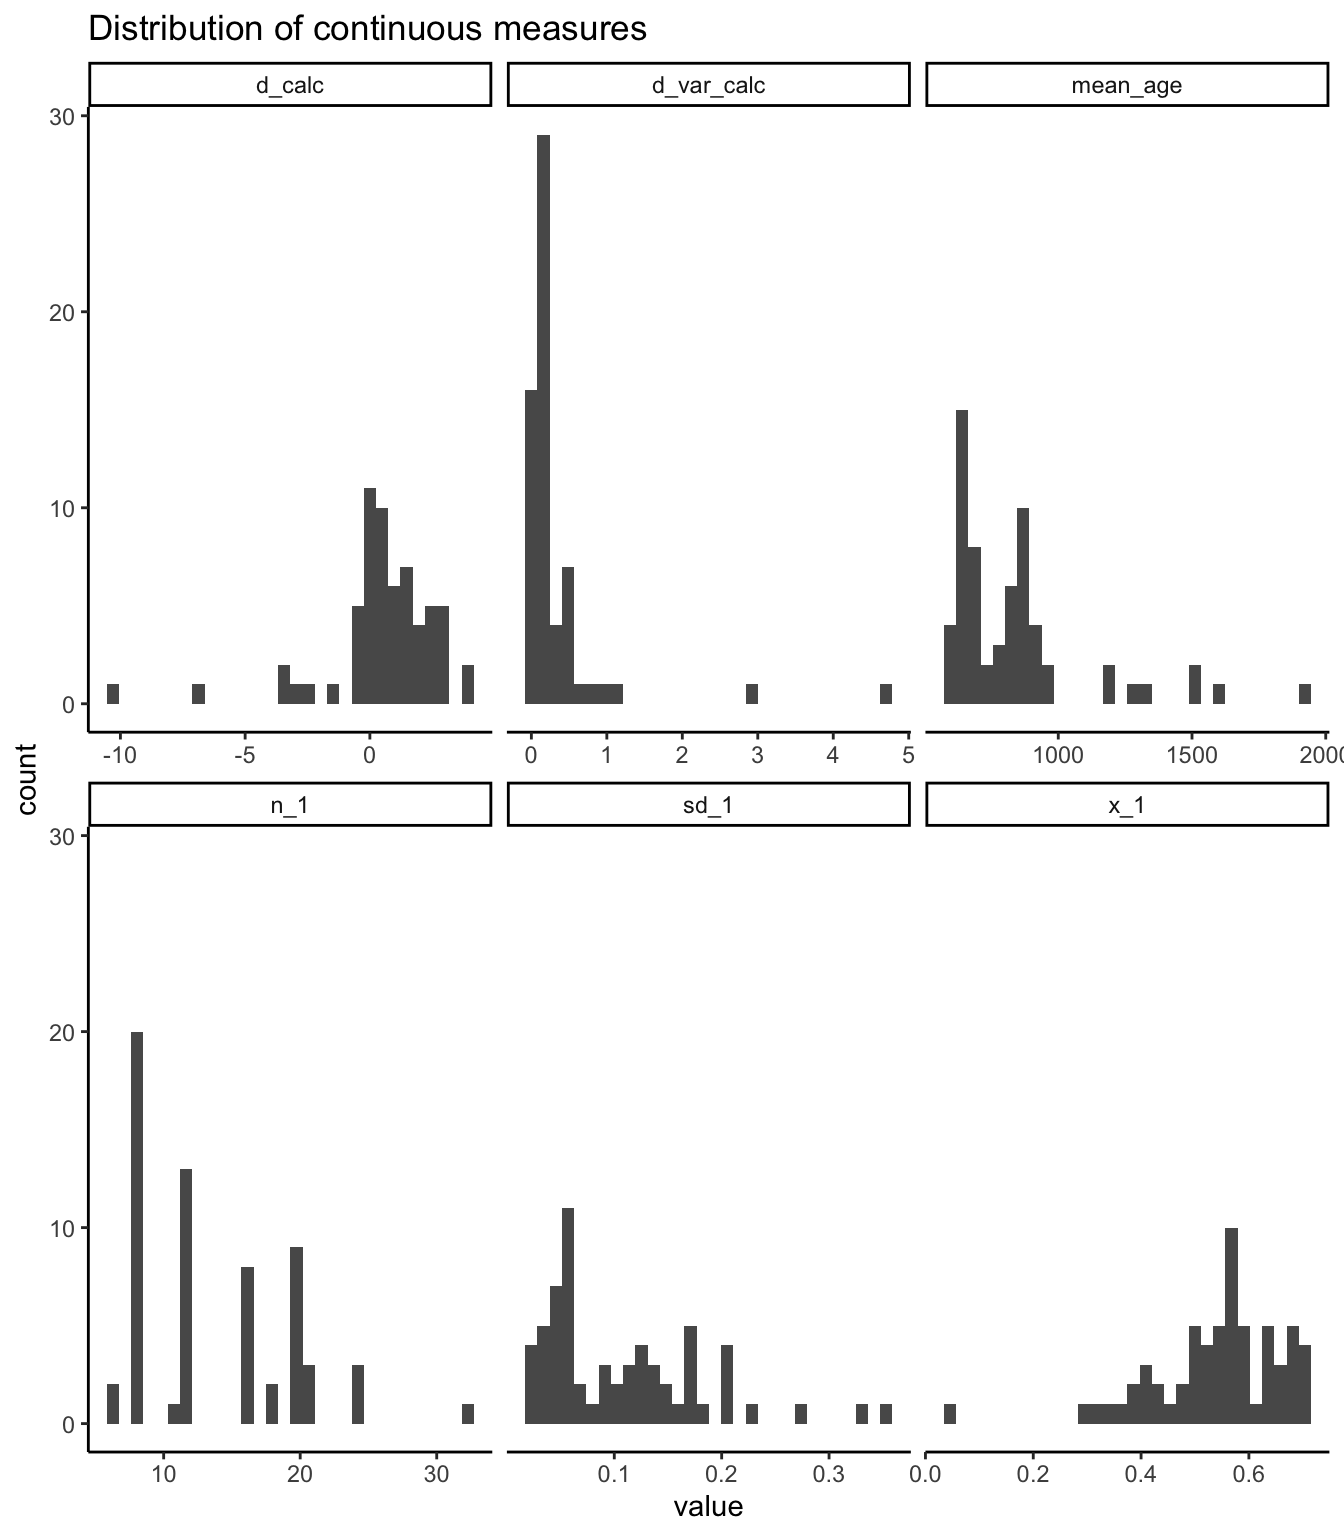 Distribution of continuous measures
d_calc d_var_calc mean_age
30
20
10
0
-10 -5 0 0 1 2 3 4 5 1000 1500 2000
count
n_1 sd_1 x_1
30
20
10
0
10 20 30 0.1 0.2 0.3 0.0 0.2 0.4 0.6
value